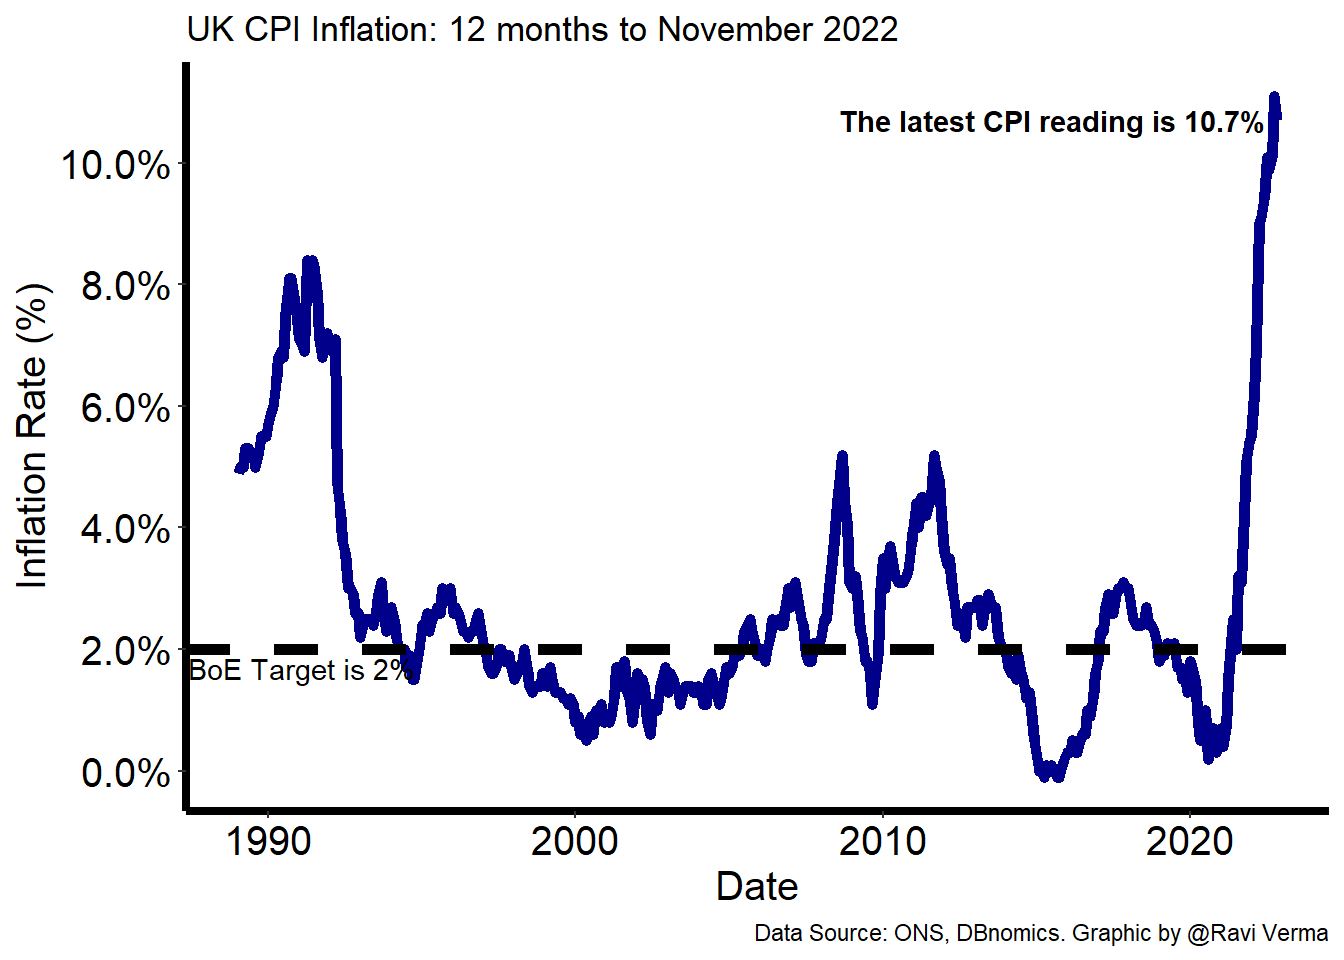 UK CPI Inflation: 12 months to November 2022
The latest CPI reading is 10.7%
10.0%
8.0%
6.0%
4.0%
2.0%
0.0%
Inflation Rate (%)
BoE Target is 2%
1990
2000
2010
2020
Date
Data Source: ONS, DBnomics. Graphic by @Ravi Verma